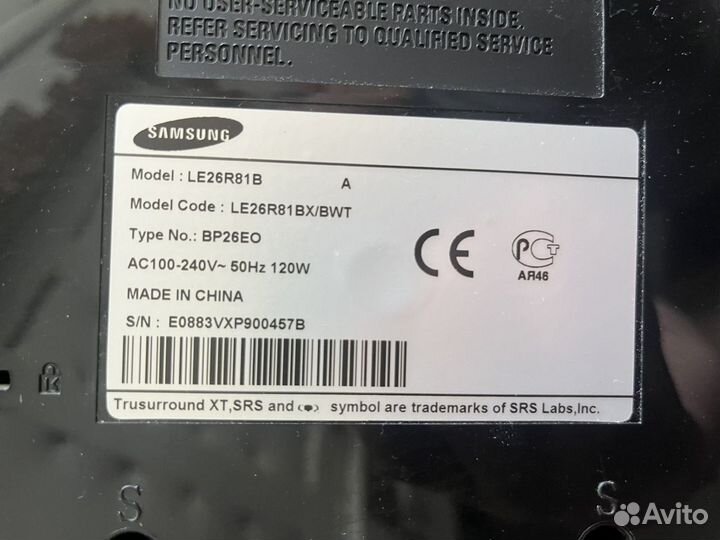 NO USER-SERVICEABLE PARTS INSIDE.
REFER SERVICING TO QUALIFIED SERVICE
PERSONNEL.
SAMSUNG
Model : LE26R81B A
Model Code : LE26R81BX/BWT
Type No.: BP26EO
AC100-240V~ 50Hz 120W
MADE IN CHINA
S/N : E0883VXP900457B
CE
РСТ
АЯ46
Trusurround XT,SRS and (●) symbol are trademarks of SRS Labs,Inc.
K
S
S
Avito